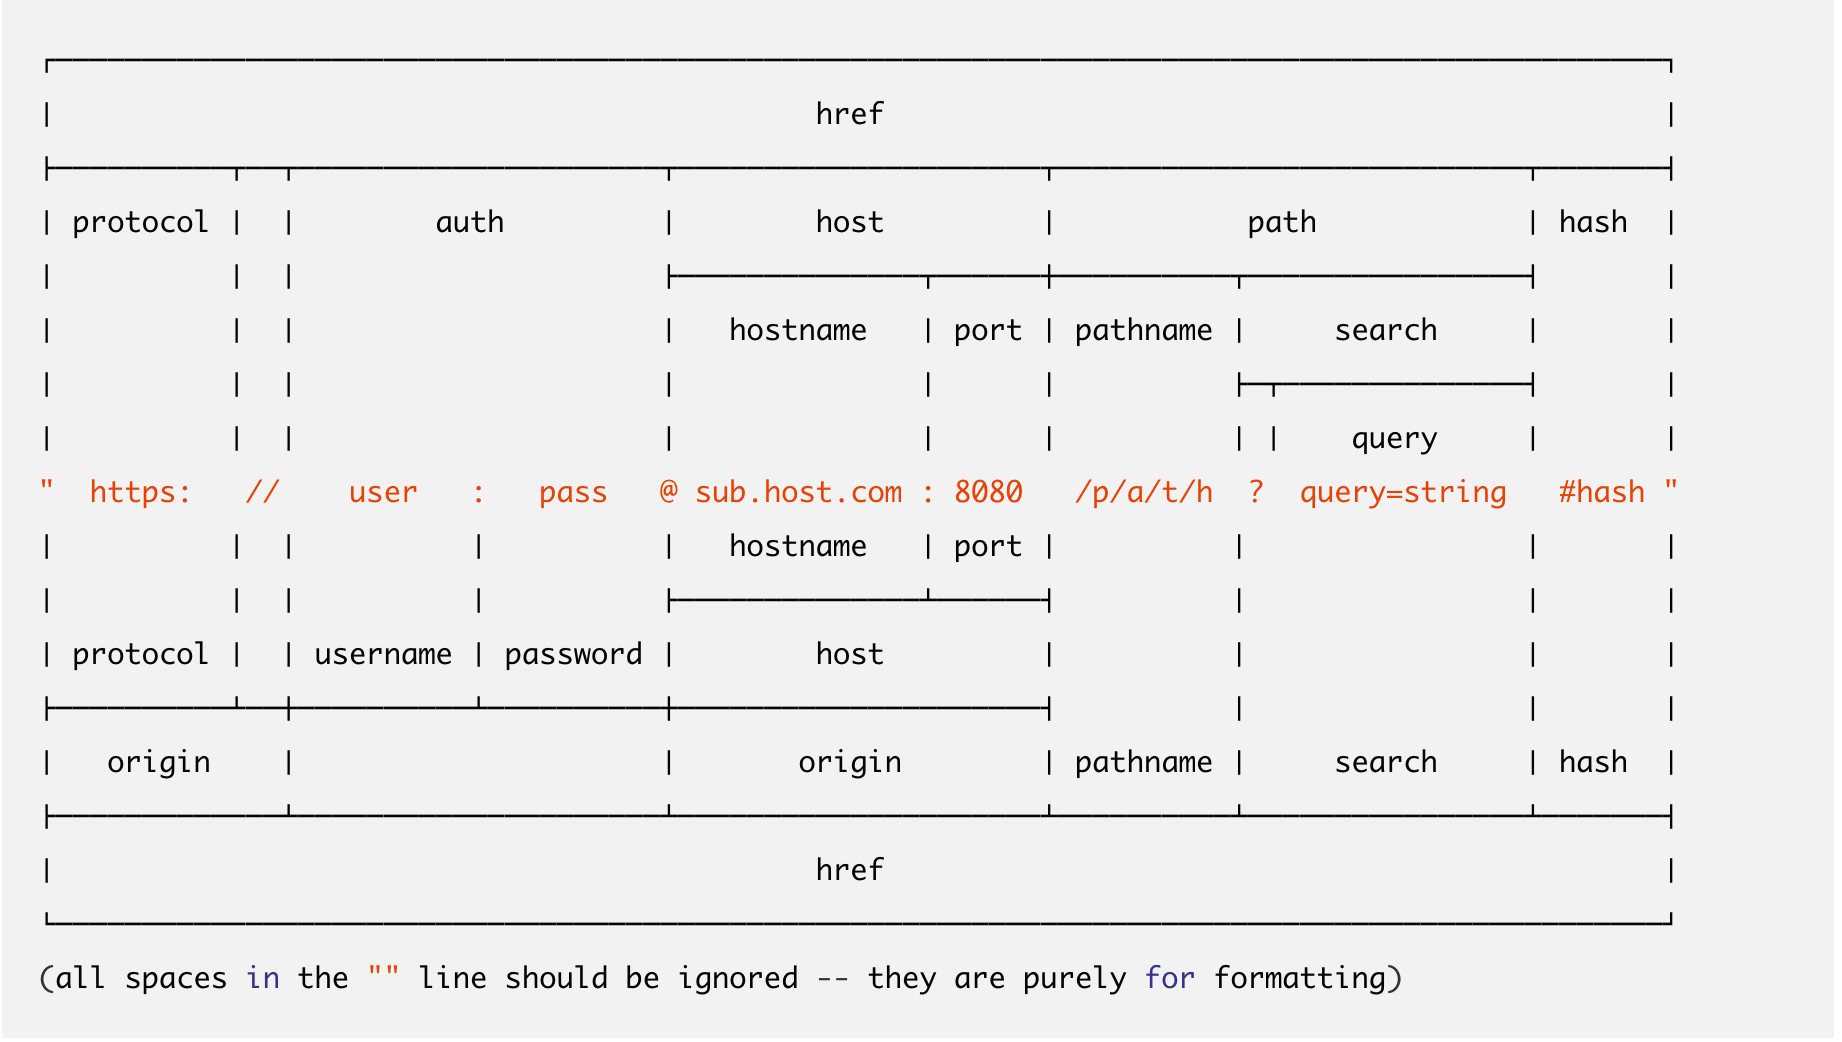 href
protocol auth host path hash
hostname port pathname search
query
" https: // user : pass @ sub.host.com : 8080 /p/a/t/h ? query=string #hash "
hostname port
protocol username password host
origin origin pathname search hash
href
(all spaces in the "" line should be ignored -- they are purely for formatting)